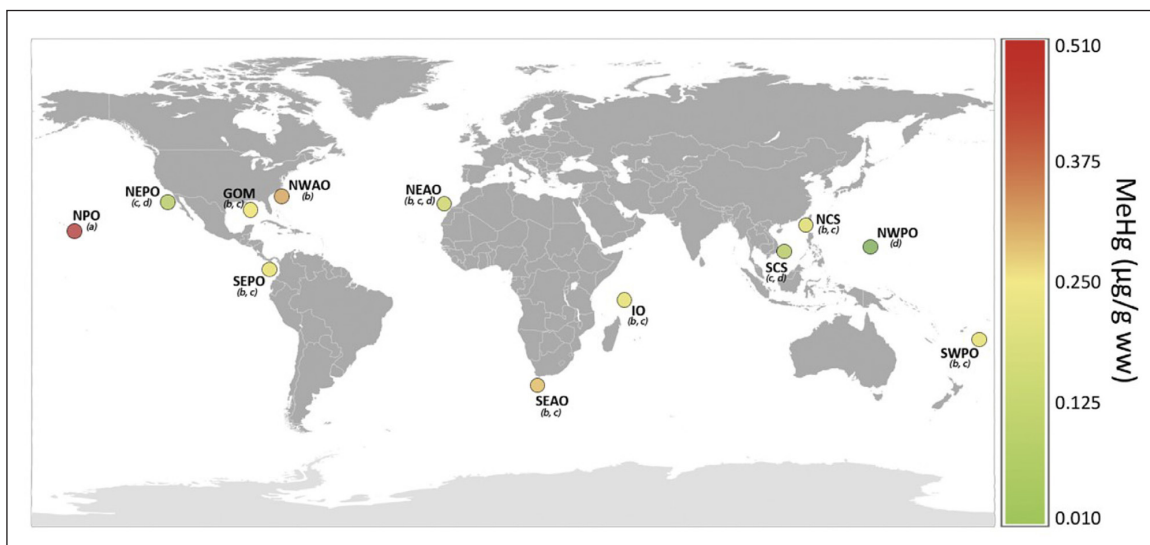 NPO
(a)
NEPO
(c, d)
GOM
(b, c)
NWAO
(b)
SEPO
(b, c)
NEAO
(b, c, d)
SEAO
(b, c)
IO
(b, c)
NCS
(b, c)
SCS
(c, d)
NWPO
(d)
SWPO
(b, c)
0.510
0.375
0.250
0.125
0.010
MeHg (µg/g ww)